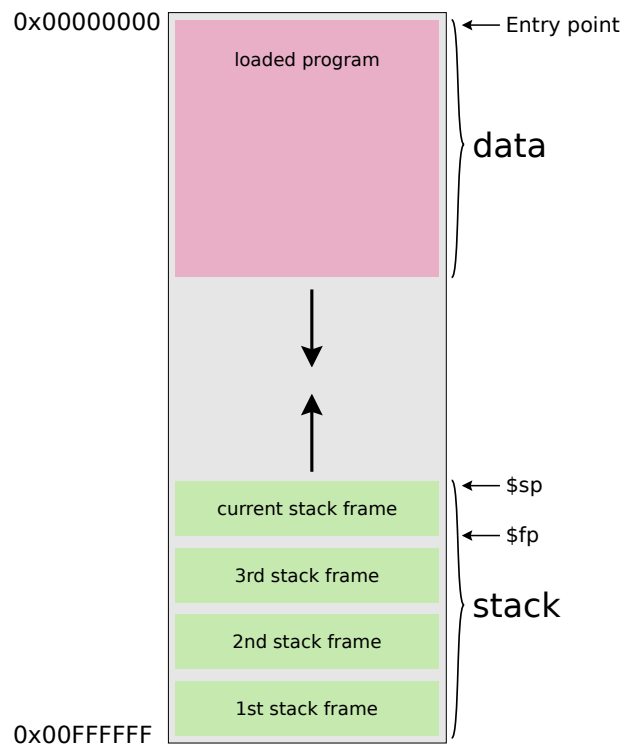 0x00000000
Entry point
loaded program
data
$sp
current stack frame
$fp
3rd stack frame
stack
2nd stack frame
1st stack frame
0x00FFFFFF